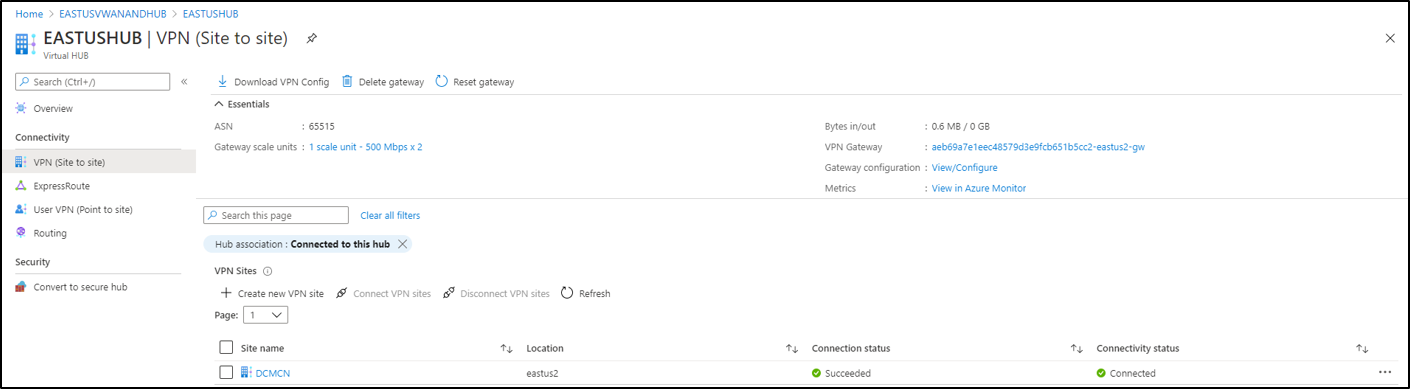 Home > EASTUSVWANANDHUB > EASTUSHUB
EASTUSHUB | VPN (Site to site)
Virtual HUB
Search (Ctrl+/)
Overview
Connectivity
VPN (Site to site)
ExpressRoute
User VPN (Point to site)
Routing
Security
Convert to secure hub
Download VPN Config Delete gateway Reset gateway
Essentials
ASN : 65515
Gateway scale units : 1 scale unit - 500 Mbps x 2
Bytes in/out : 0.6 MB / 0 GB
VPN Gateway : aeb69a7e1eec48579d3e9fcb651b5cc2-eastus2-gw
Gateway configuration : View/Configure
Metrics : View in Azure Monitor
Search this page Clear all filters
Hub association : Connected to this hub
VPN Sites
Create new VPN site Connect VPN sites Disconnect VPN sites Refresh
Page: 1
Site name Location Connection status Connectivity status
DCMCN eastus2 Succeeded Connected